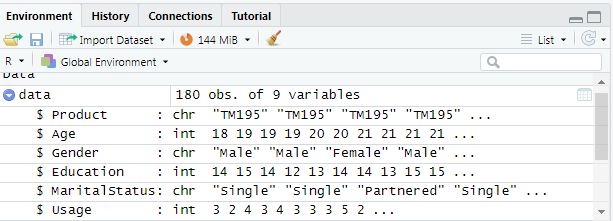 Environment History Connections Tutorial
Import Dataset 144 MiB List
R Global Environment
Data
data 180 obs. of 9 variables
$ Product : chr "TM195" "TM195" "TM195" "TM195" ...
$ Age : int 18 19 19 19 20 20 21 21 21 21 ...
$ Gender : chr "Male" "Male" "Female" "Male" ...
$ Education : int 14 15 14 12 13 14 14 13 15 15 ...
$ MaritalStatus: chr "Single" "Single" "Partnered" "Single" ...
$ Usage : int 3 2 4 3 4 3 3 3 5 2 ...